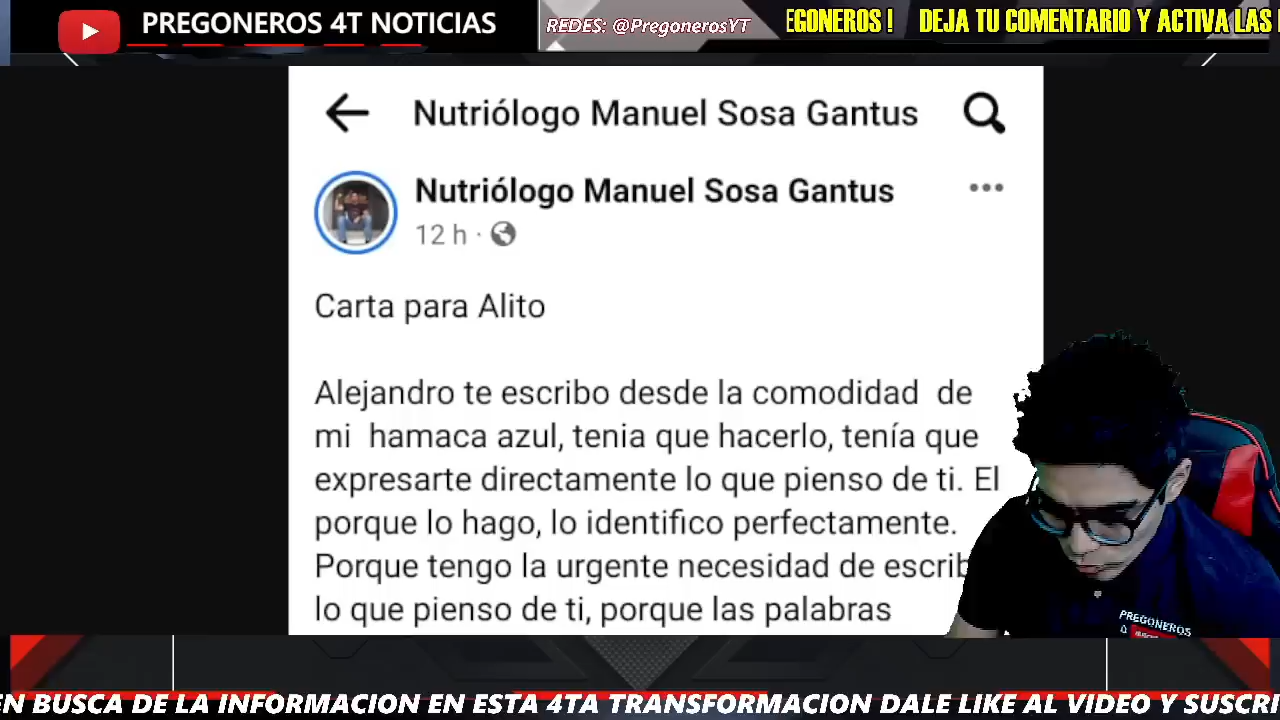 PREGONEROS 4T NOTICIAS
REDES: @PregonerosYT
EGONEROS ! DEJA TU COMENTARIO Y ACTIVA LAS
Nutriólogo Manuel Sosa Gantus
Nutriólogo Manuel Sosa Gantus
12 h ·
Carta para Alito
Alejandro te escribo desde la comodidad de
mi hamaca azul, tenia que hacerlo, tenía que
expresarte directamente lo que pienso de ti. El
porque lo hago, lo identifico perfectamente.
Porque tengo la urgente necesidad de escrib
lo que pienso de ti, porque las palabras
PREGONEROS
EN BUSCA DE LA INFORMACION EN ESTA 4TA TRANSFORMACION DALE LIKE AL VIDEO Y SUSCRI